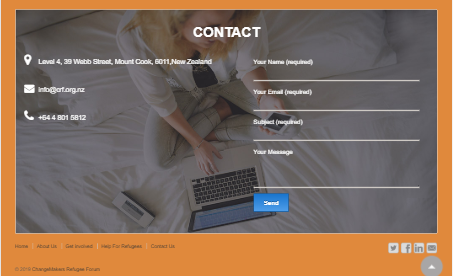 CONTACT
Level 4, 39 Webb Street, Mount Cook, 6011,New Zealand
info@crf.org.nz
+64 4 801 5812
Your Name (required)
Your Email (required)
Subject (required)
Your Message
Send
Home | About Us | Get Involved | Help For Refugees | Contact Us
© 2016 ChangeMakers Refugee Forum